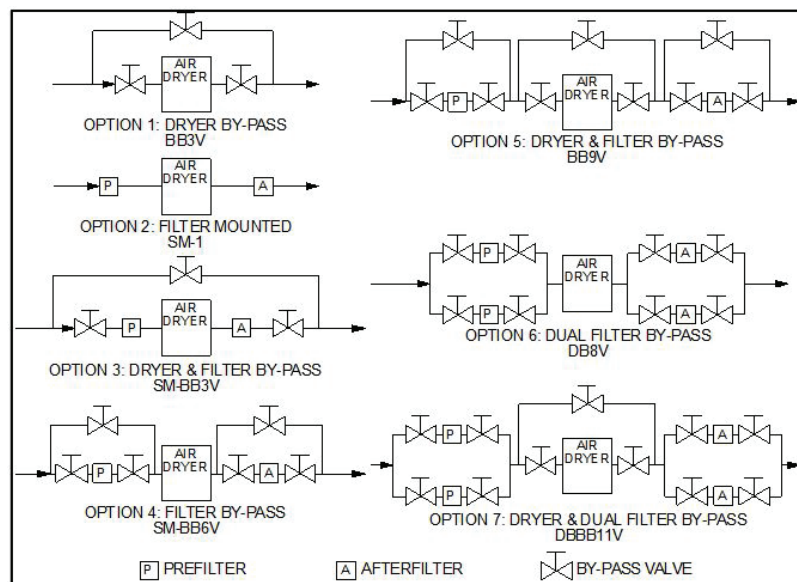 AIR
DRYER
OPTION 1: DRYER BY-PASS
BB3V
P
AIR
DRYER
A
OPTION 2: FILTER MOUNTED
SM-1
P
AIR
DRYER
A
OPTION 3: DRYER & FILTER BY-PASS
SM-BB3V
P
AIR
DRYER
A
OPTION 4: FILTER BY-PASS
SM-BB6V
P
AIR
DRYER
A
OPTION 5: DRYER & FILTER BY-PASS
BB9V
P
P
AIR
DRYER
A
A
OPTION 6: DUAL FILTER BY-PASS
DB8V
P
P
AIR
DRYER
A
A
OPTION 7: DRYER & DUAL FILTER BY-PASS
DBBB11V
P PREFILTER
A AFTERFILTER
BY-PASS VALVE